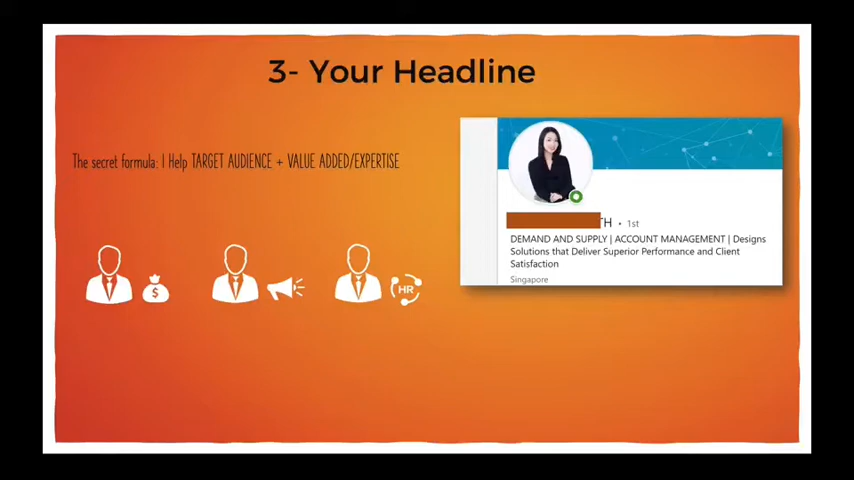 3- Your Headline
The secret formula: I Help TARGET AUDIENCE + VALUE ADDED/EXPERTISE
$
HR
TH • 1st
DEMAND AND SUPPLY | ACCOUNT MANAGEMENT | Designs
Solutions that Deliver Superior Performance and Client
Satisfaction
Singapore